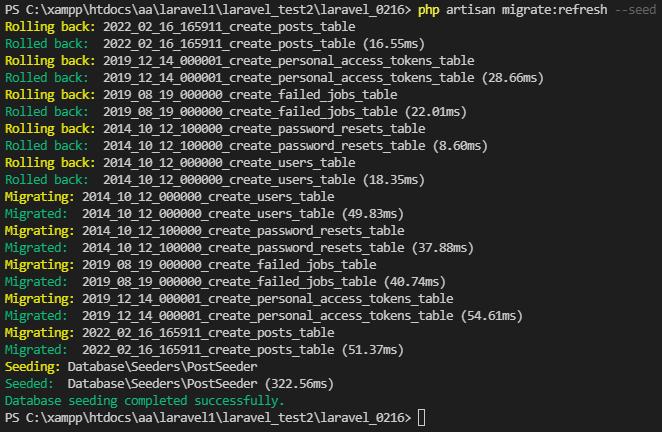 PS C:\xampp\htdocs\aa\laravel1\laravel_test2\laravel_0216> php artisan migrate:refresh --seed
Rolling back: 2022_02_16_165911_create_posts_table
Rolled back:  2022_02_16_165911_create_posts_table (16.55ms)
Rolling back: 2019_12_14_000001_create_personal_access_tokens_table
Rolled back:  2019_12_14_000001_create_personal_access_tokens_table (28.66ms)
Rolling back: 2019_08_19_000000_create_failed_jobs_table
Rolled back:  2019_08_19_000000_create_failed_jobs_table (22.01ms)
Rolling back: 2014_10_12_100000_create_password_resets_table
Rolled back:  2014_10_12_100000_create_password_resets_table (8.60ms)
Rolling back: 2014_10_12_000000_create_users_table
Rolled back:  2014_10_12_000000_create_users_table (18.35ms)
Migrating: 2014_10_12_000000_create_users_table
Migrated:  2014_10_12_000000_create_users_table (49.83ms)
Migrating: 2014_10_12_100000_create_password_resets_table
Migrated:  2014_10_12_100000_create_password_resets_table (37.88ms)
Migrating: 2019_08_19_000000_create_failed_jobs_table
Migrated:  2019_08_19_000000_create_failed_jobs_table (40.74ms)
Migrating: 2019_12_14_000001_create_personal_access_tokens_table
Migrated:  2019_12_14_000001_create_personal_access_tokens_table (54.61ms)
Migrating: 2022_02_16_165911_create_posts_table
Migrated:  2022_02_16_165911_create_posts_table (51.37ms)
Seeding: Database\Seeders\PostSeeder
Seeded:  Database\Seeders\PostSeeder (322.56ms)
Database seeding completed successfully.
PS C:\xampp\htdocs\aa\laravel1\laravel_test2\laravel_0216>